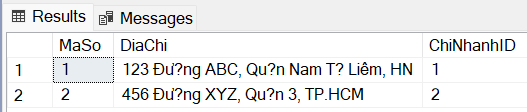 Results Messages
MaSo DiaChi ChiNhanhID
1 1 123 Đư?ng ABC, Qu?n Nam T? Liêm, HN 1
2 2 456 Đư?ng XYZ, Qu?n 3, TP.HCM 2